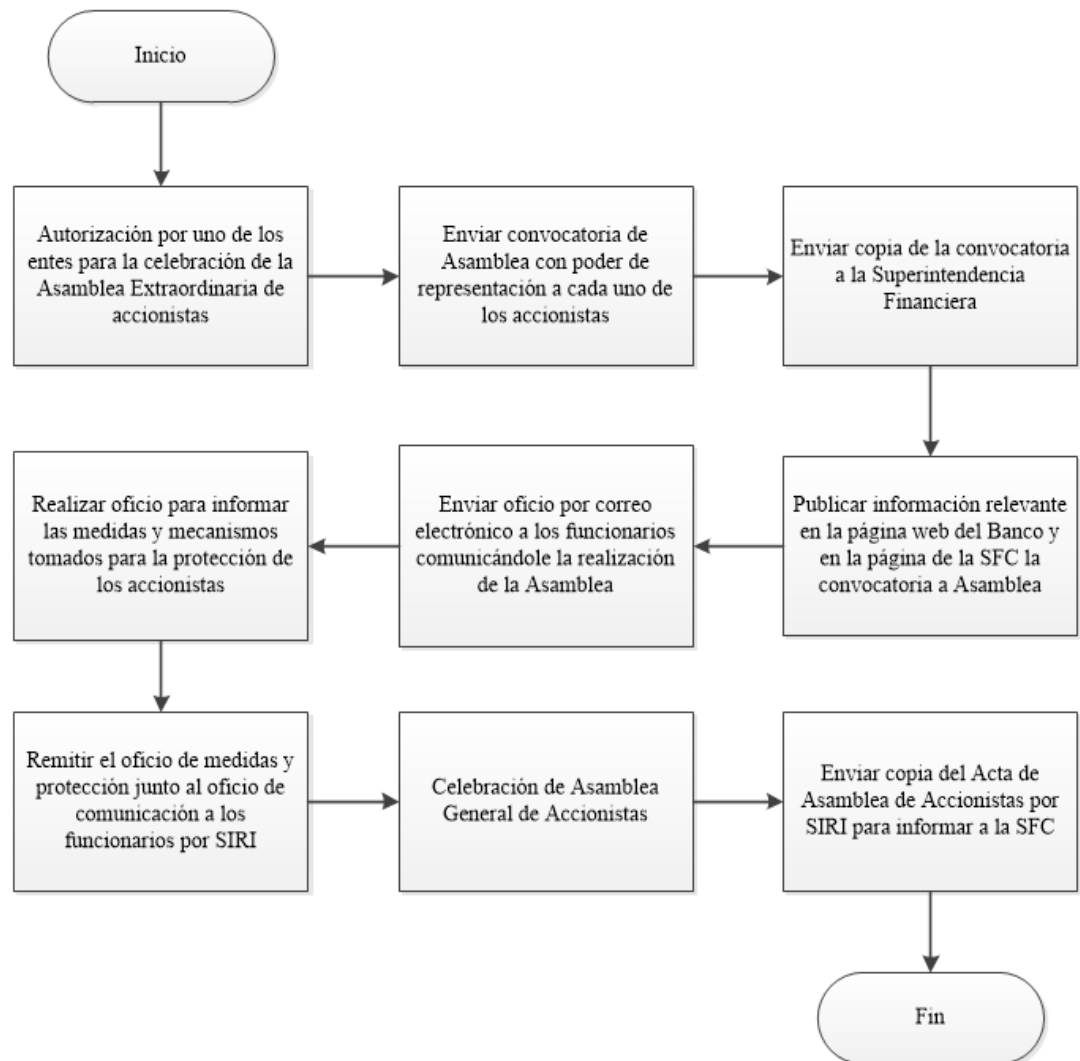 Inicio
Autorización por uno de los
entes para la celebración de la
Asamblea Extraordinaria de
accionistas
Enviar convocatoria de
Asamblea con poder de
representación a cada uno de
los accionistas
Enviar copia de la convocatoria
a la Superintendencia
Financiera
Publicar información relevante
en la página web del Banco y
en la página de la SFC la
convocatoria a Asamblea
Enviar oficio por correo
electrónico a los funcionarios
comunicándole la realización
de la Asamblea
Realizar oficio para informar
las medidas y mecanismos
tomados para la protección de
los accionistas
Remitir el oficio de medidas y
protección junto al oficio de
comunicación a los
funcionarios por SIRI
Celebración de Asamblea
General de Accionistas
Enviar copia del Acta de
Asamblea de Accionistas por
SIRI para informar a la SFC
Fin